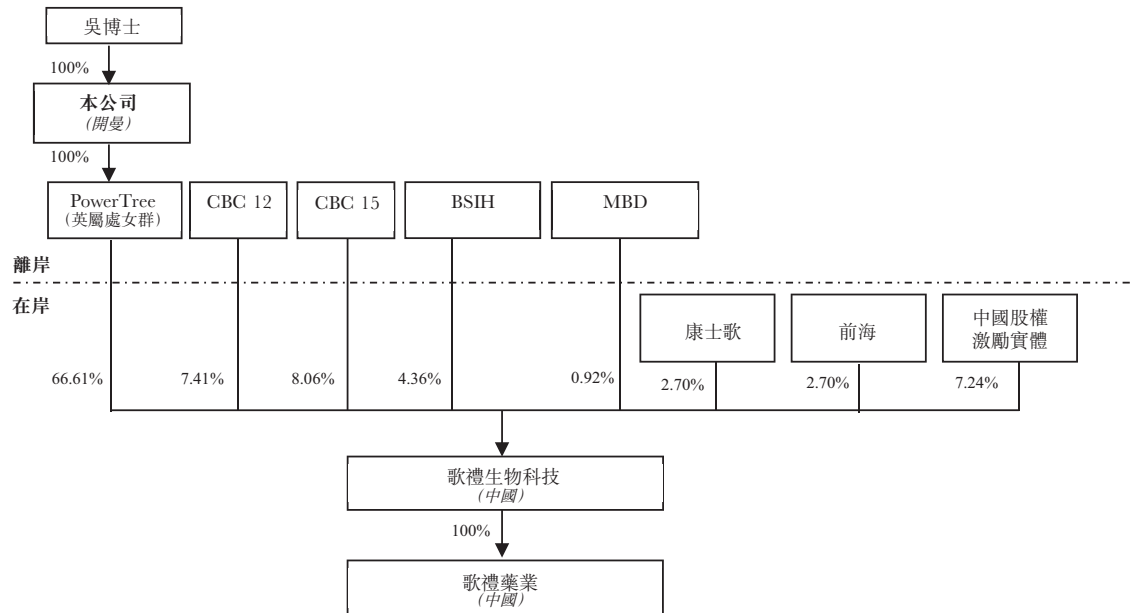 吳博士
100%
本公司
(開曼)
100%
PowerTree
(英屬處女群)
CBC 12
CBC 15
BSIH
MBD
離岸
在岸
康士歌
前海
中國股權
激勵實體
66.61%
7.41%
8.06%
4.36%
0.92%
2.70%
2.70%
7.24%
歌禮生物科技
(中國)
100%
歌禮藥業
(中國)